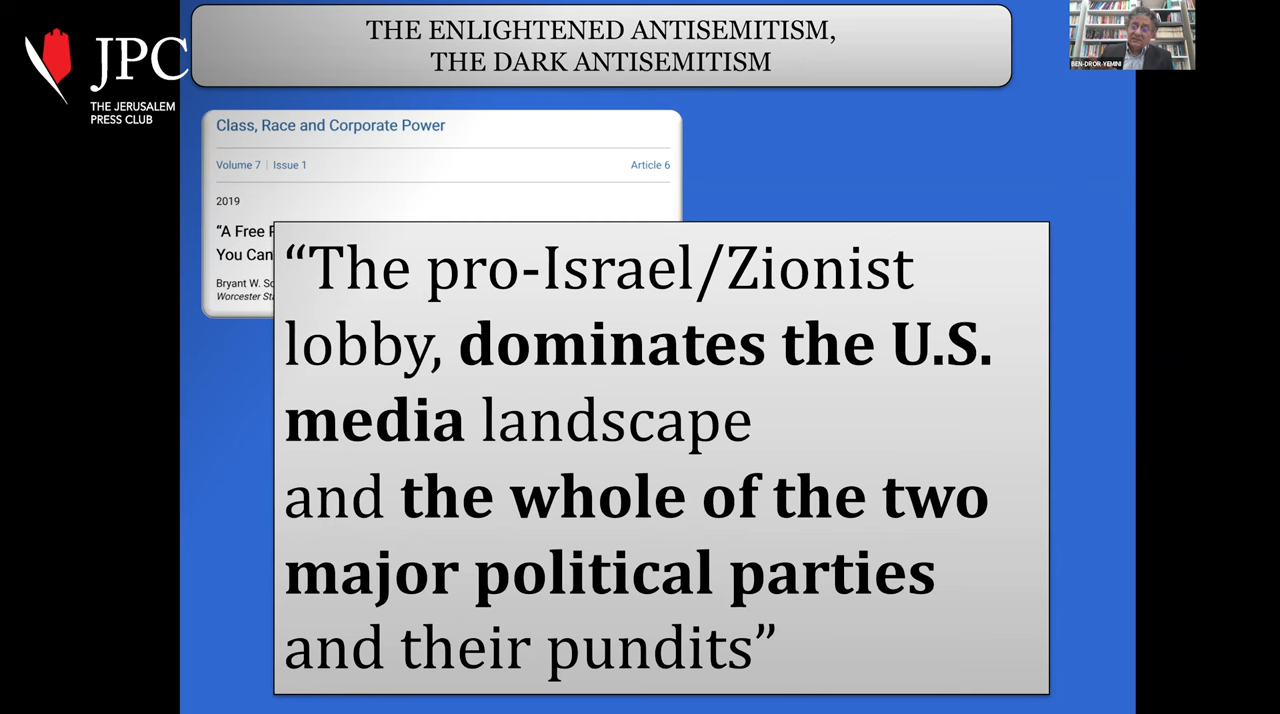 JPC
THE JERUSALEM
PRESS CLUB
THE ENLIGHTENED ANTISEMITISM,
THE DARK ANTISEMITISM
BEN-DROR-YEMINI
Class, Race and Corporate Power
Volume 7 | Issue 1 Article 6
2019
“A Free
You Can
Bryant W.
Worcester
“The pro-Israel/Zionist
lobby, dominates the U.S.
media landscape
and the whole of the two
major political parties
and their pundits”